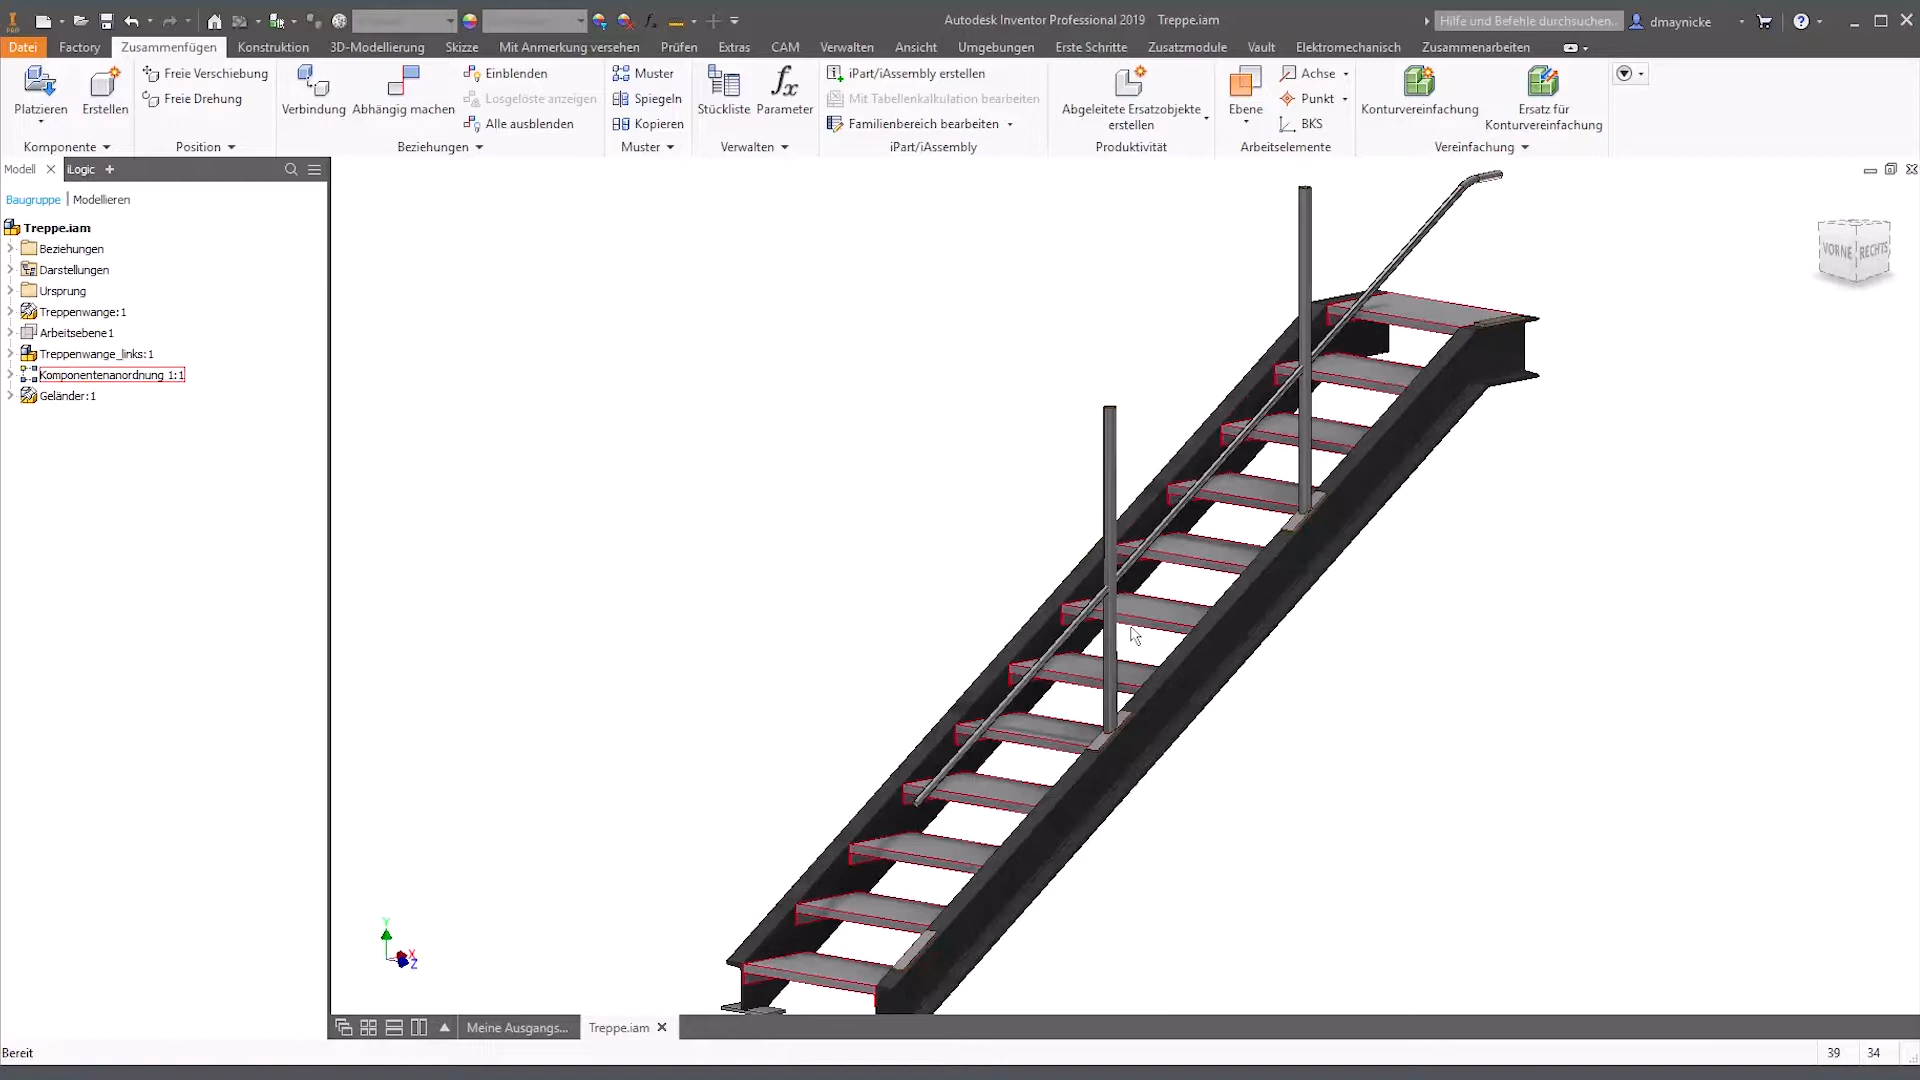 PRO
Autodesk Inventor Professional 2019 Treppe.iam
Hilfe und Befehle durchsuchen...
dmaynicke
Datei Factory Zusammenfügen Konstruktion 3D-Modellierung Skizze Mit Anmerkung versehen Prüfen Extras CAM Verwalten Ansicht Umgebungen Erste Schritte Zusatzmodule Vault Elektromechanisch Zusammenarbeiten
Platzieren
Erstellen
Komponente
Freie Verschiebung
Freie Drehung
Position
Verbindung
Abhängig machen
Einblenden
Losgelöste anzeigen
Alle ausblenden
Beziehungen
Muster
Spiegeln
Kopieren
Muster
Stückliste
fx
Parameter
Verwalten
iPart/iAssembly erstellen
Mit Tabellenkalkulation bearbeiten
Familienbereich bearbeiten
iPart/iAssembly
Abgeleitete Ersatzobjekte
erstellen
Produktivität
Ebene
Achse
Punkt
BKS
Arbeitselemente
Konturvereinfachung
Ersatz für
Konturvereinfachung
Vereinfachung
Modell
iLogic
Baugruppe
Modellieren
Treppe.iam
Beziehungen
Darstellungen
Ursprung
Treppenwange:1
Arbeitsebene1
Treppenwange_links:1
Komponentenanordnung 1:1
Geländer:1
VORNE RECHTS
Y
X
Z
Meine Ausgangs...
Treppe.iam
Bereit
39 34